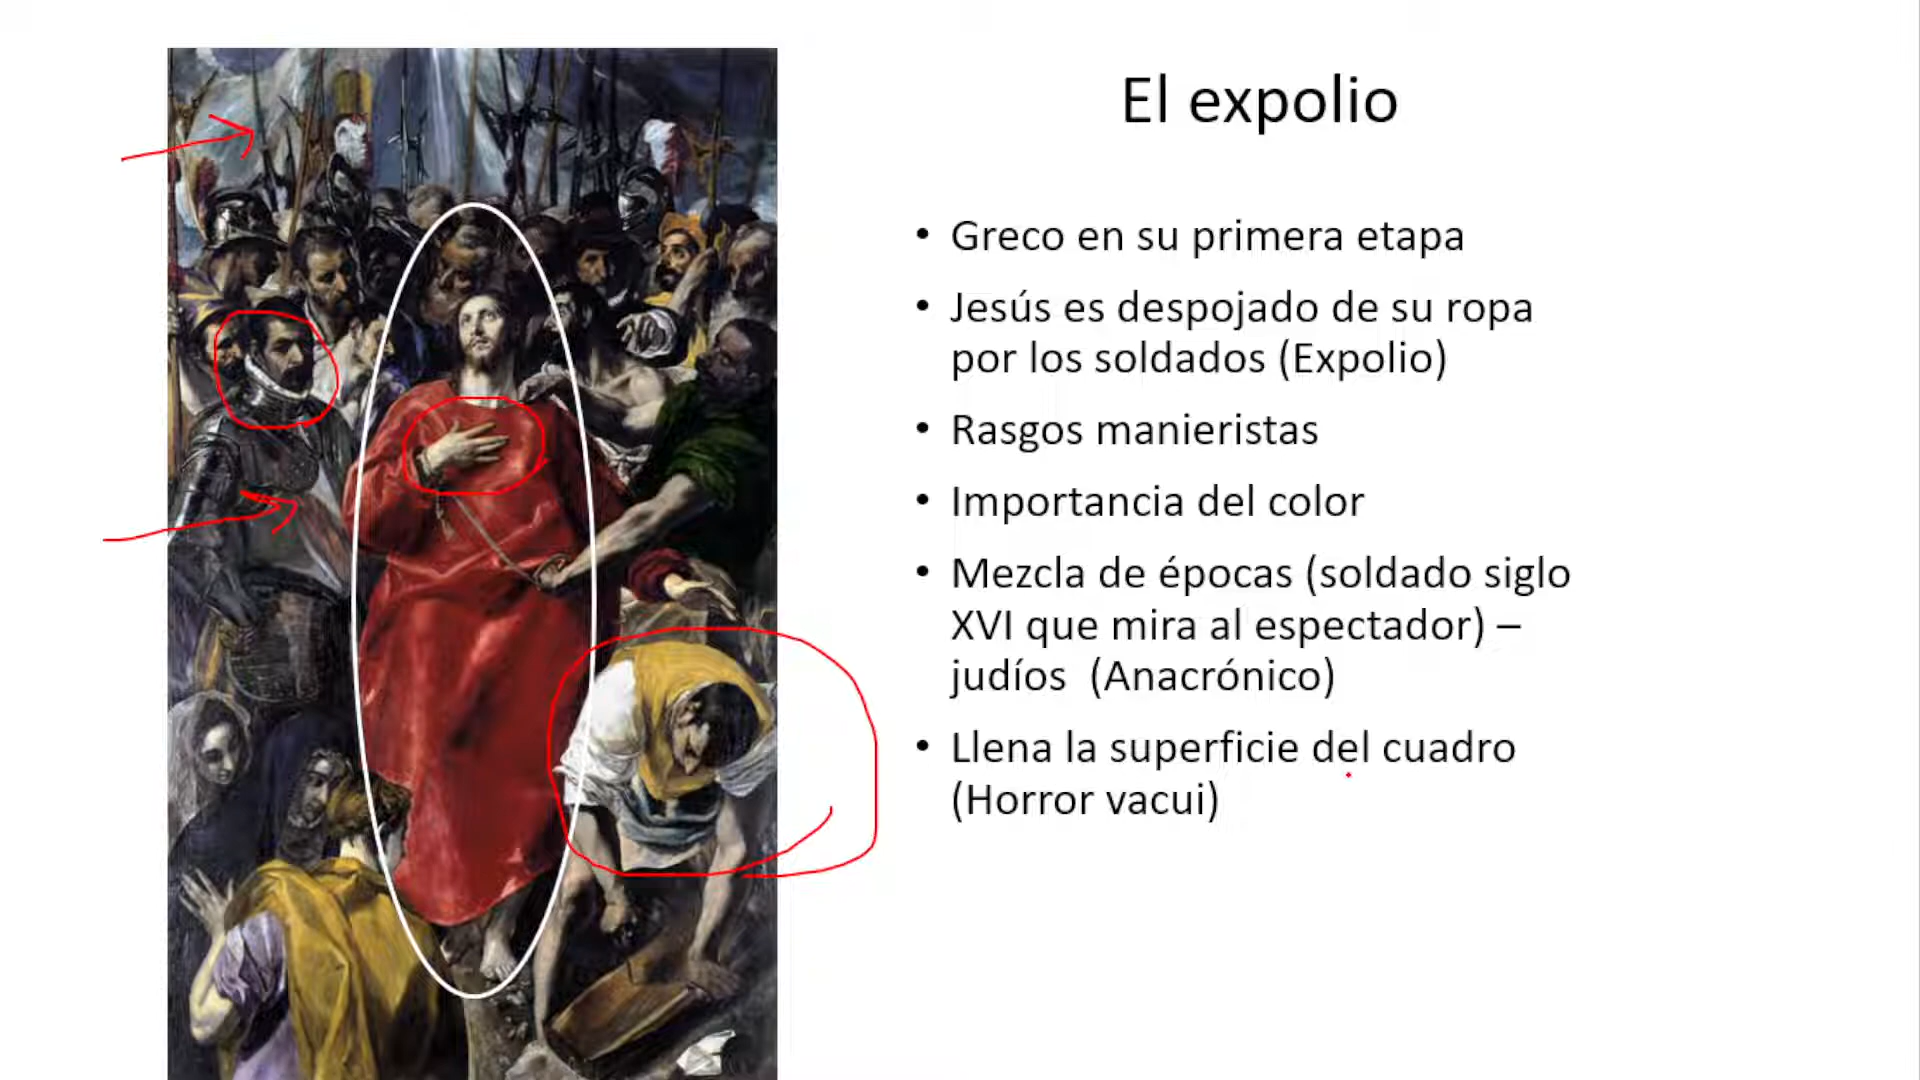 El expolio
• Greco en su primera etapa
• Jesús es despojado de su ropa
por los soldados (Expolio)
• Rasgos manieristas
• Importancia del color
• Mezcla de épocas (soldado siglo
XVI que mira al espectador) –
judíos  (Anacrónico)
• Llena la superficie del cuadro
(Horror vacui)